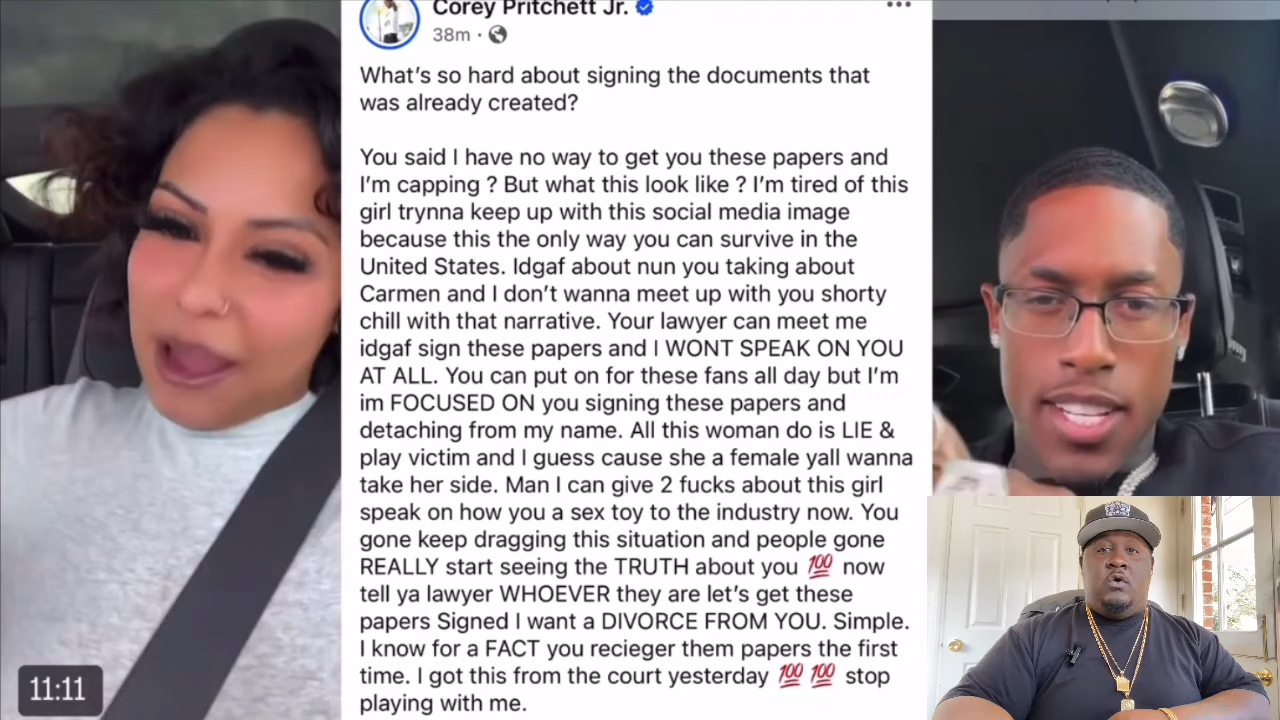 Corey Pritchett Jr.
38m ·
What's so hard about signing the documents that
was already created?
You said I have no way to get you these papers and
I'm capping ? But what this look like ? I'm tired of this
girl trynna keep up with this social media image
because this the only way you can survive in the
United States. Idgaf about nun you taking about
Carmen and I don't wanna meet up with you shorty
chill with that narrative. Your lawyer can meet me
idgaf sign these papers and I WONT SPEAK ON YOU
AT ALL. You can put on for these fans all day but I'm
im FOCUSED ON you signing these papers and
detaching from my name. All this woman do is LIE &
play victim and I guess cause she a female yall wanna
take her side. Man I can give 2 fucks about this girl
speak on how you a sex toy to the industry now. You
gone keep dragging this situation and people gone
REALLY start seeing the TRUTH about you 💯 now
tell ya lawyer WHOEVER they are let's get these
papers Signed I want a DIVORCE FROM YOU. Simple.
I know for a FACT you recieger them papers the first
time. I got this from the court yesterday 💯 💯 stop
playing with me.
11:11